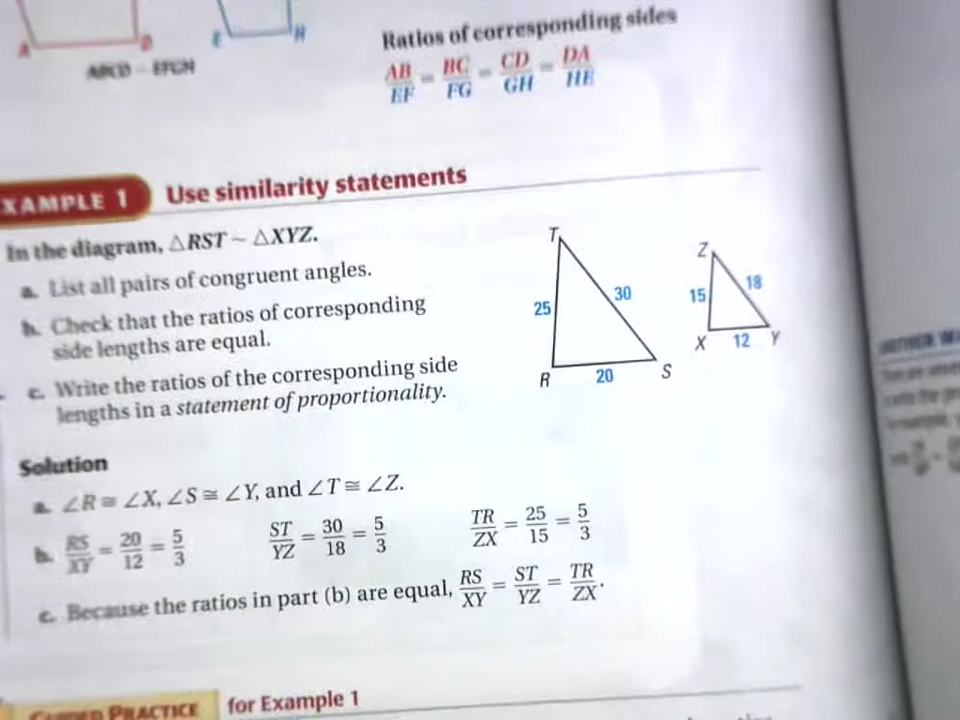 A D E H
ABCD ~ EFGH
Ratios of corresponding sides
AB/EF = BC/FG = CD/GH = DA/HE
XAMPLE 1 Use similarity statements
In the diagram, △RST ~ △XYZ.
a. List all pairs of congruent angles.
b. Check that the ratios of corresponding
side lengths are equal.
c. Write the ratios of the corresponding side
lengths in a statement of proportionality.
T
25 30
R 20 S
Z
15 18
X 12 Y
Solution
a. ∠R ≅ ∠X, ∠S ≅ ∠Y, and ∠T ≅ ∠Z.
b. RS/XY = 20/12 = 5/3 ST/YZ = 30/18 = 5/3 TR/ZX = 25/15 = 5/3
c. Because the ratios in part (b) are equal, RS/XY = ST/YZ = TR/ZX.
GUIDED PRACTICE for Example 1